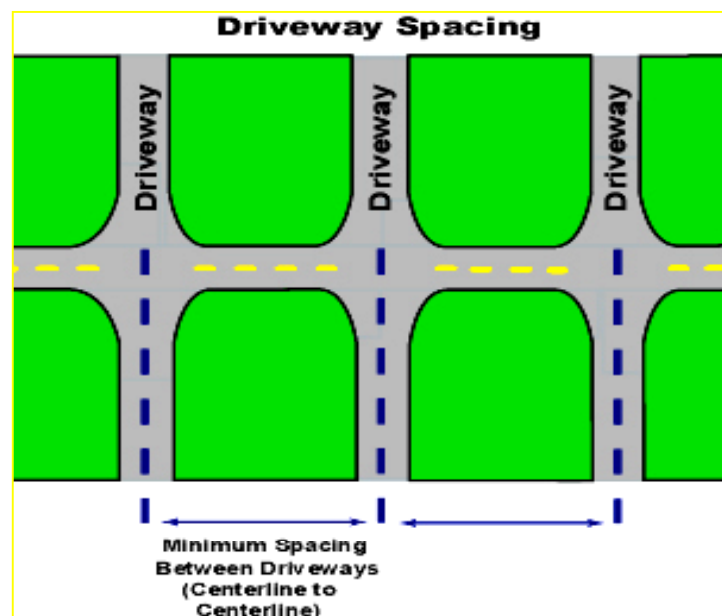 Driveway Spacing
Driveway
Driveway
Driveway
Minimum Spacing
Between Driveways
(Centerline to
Centerline)